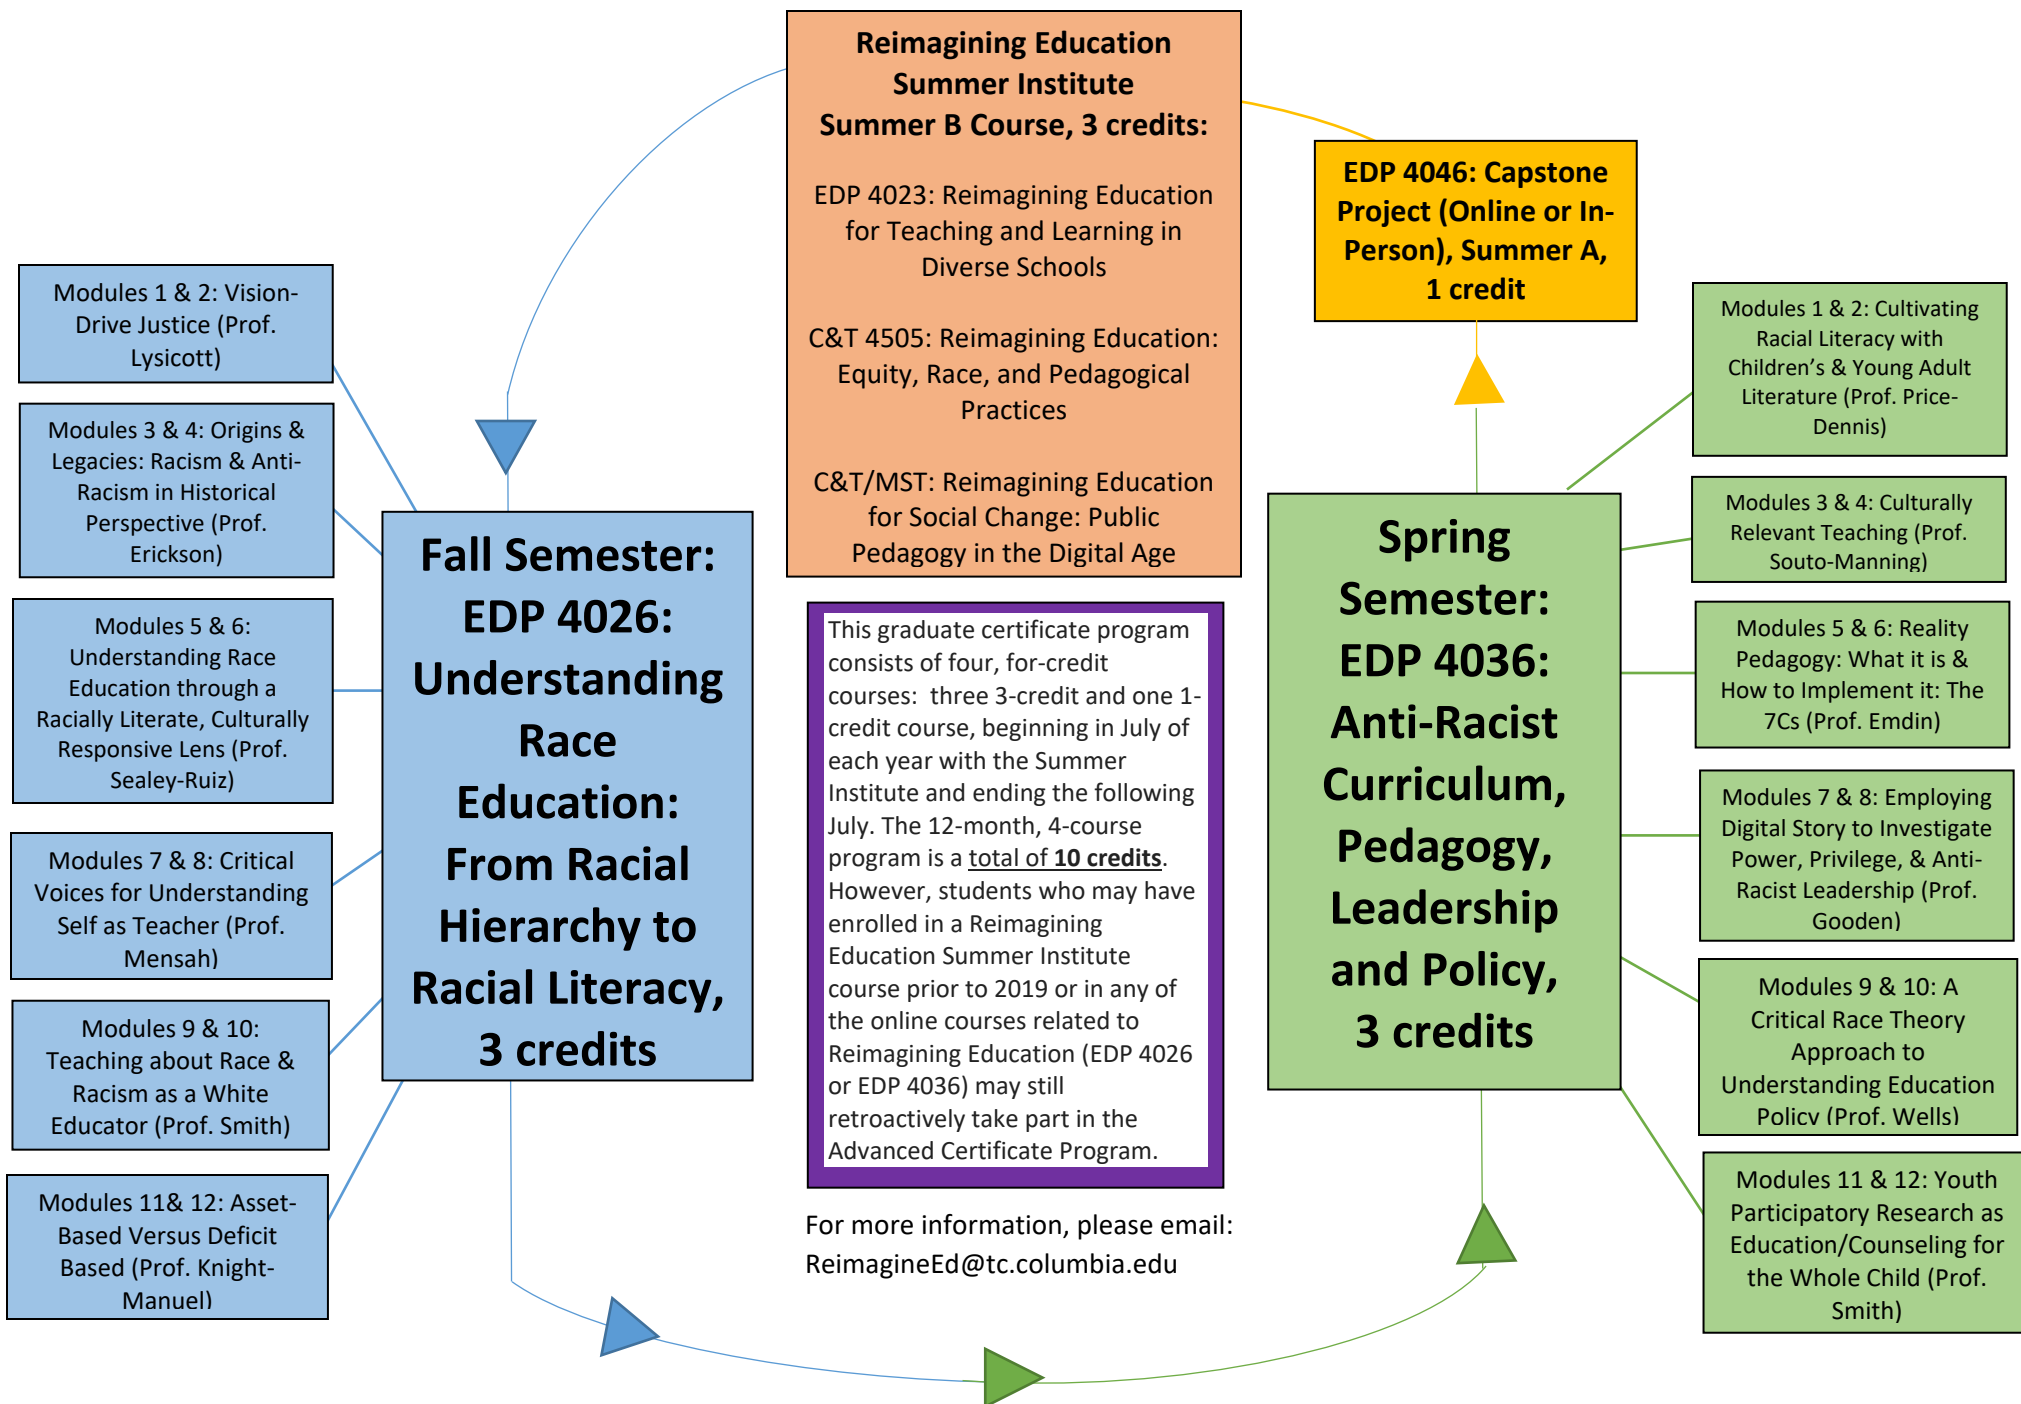 Reimagining Education
Summer Institute
Summer B Course, 3 credits:
EDP 4023: Reimagining Education
for Teaching and Learning in
Diverse Schools
C&T 4505: Reimagining Education:
Equity, Race, and Pedagogical
Practices
C&T/MST: Reimagining Education
for Social Change: Public
Pedagogy in the Digital Age
EDP 4046: Capstone
Project (Online or In-
Person), Summer A,
1 credit
Modules 1 & 2: Vision-
Drive Justice (Prof.
Lysicott)
Modules 3 & 4: Origins &
Legacies: Racism & Anti-
Racism in Historical
Perspective (Prof.
Erickson)
Modules 5 & 6:
Understanding Race
Education through a
Racially Literate, Culturally
Responsive Lens (Prof.
Sealey-Ruiz)
Modules 7 & 8: Critical
Voices for Understanding
Self as Teacher (Prof.
Mensah)
Modules 9 & 10:
Teaching about Race &
Racism as a White
Educator (Prof. Smith)
Modules 11& 12: Asset-
Based Versus Deficit
Based (Prof. Knight-
Manuel)
Fall Semester:
EDP 4026:
Understanding
Race
Education:
From Racial
Hierarchy to
Racial Literacy,
3 credits
This graduate certificate program
consists of four, for-credit
courses:  three 3-credit and one 1-
credit course, beginning in July of
each year with the Summer
Institute and ending the following
July. The 12-month, 4-course
program is a total of 10 credits.
However, students who may have
enrolled in a Reimagining
Education Summer Institute
course prior to 2019 or in any of
the online courses related to
Reimagining Education (EDP 4026
or EDP 4036) may still
retroactively take part in the
Advanced Certificate Program.
For more information, please email:
ReimagineEd@tc.columbia.edu
Spring
Semester:
EDP 4036:
Anti-Racist
Curriculum,
Pedagogy,
Leadership
and Policy,
3 credits
Modules 1 & 2: Cultivating
Racial Literacy with
Children’s & Young Adult
Literature (Prof. Price-
Dennis)
Modules 3 & 4: Culturally
Relevant Teaching (Prof.
Souto-Manning)
Modules 5 & 6: Reality
Pedagogy: What it is &
How to Implement it: The
7Cs (Prof. Emdin)
Modules 7 & 8: Employing
Digital Story to Investigate
Power, Privilege, & Anti-
Racist Leadership (Prof.
Gooden)
Modules 9 & 10: A
Critical Race Theory
Approach to
Understanding Education
Policy (Prof. Wells)
Modules 11 & 12: Youth
Participatory Research as
Education/Counseling for
the Whole Child (Prof.
Smith)